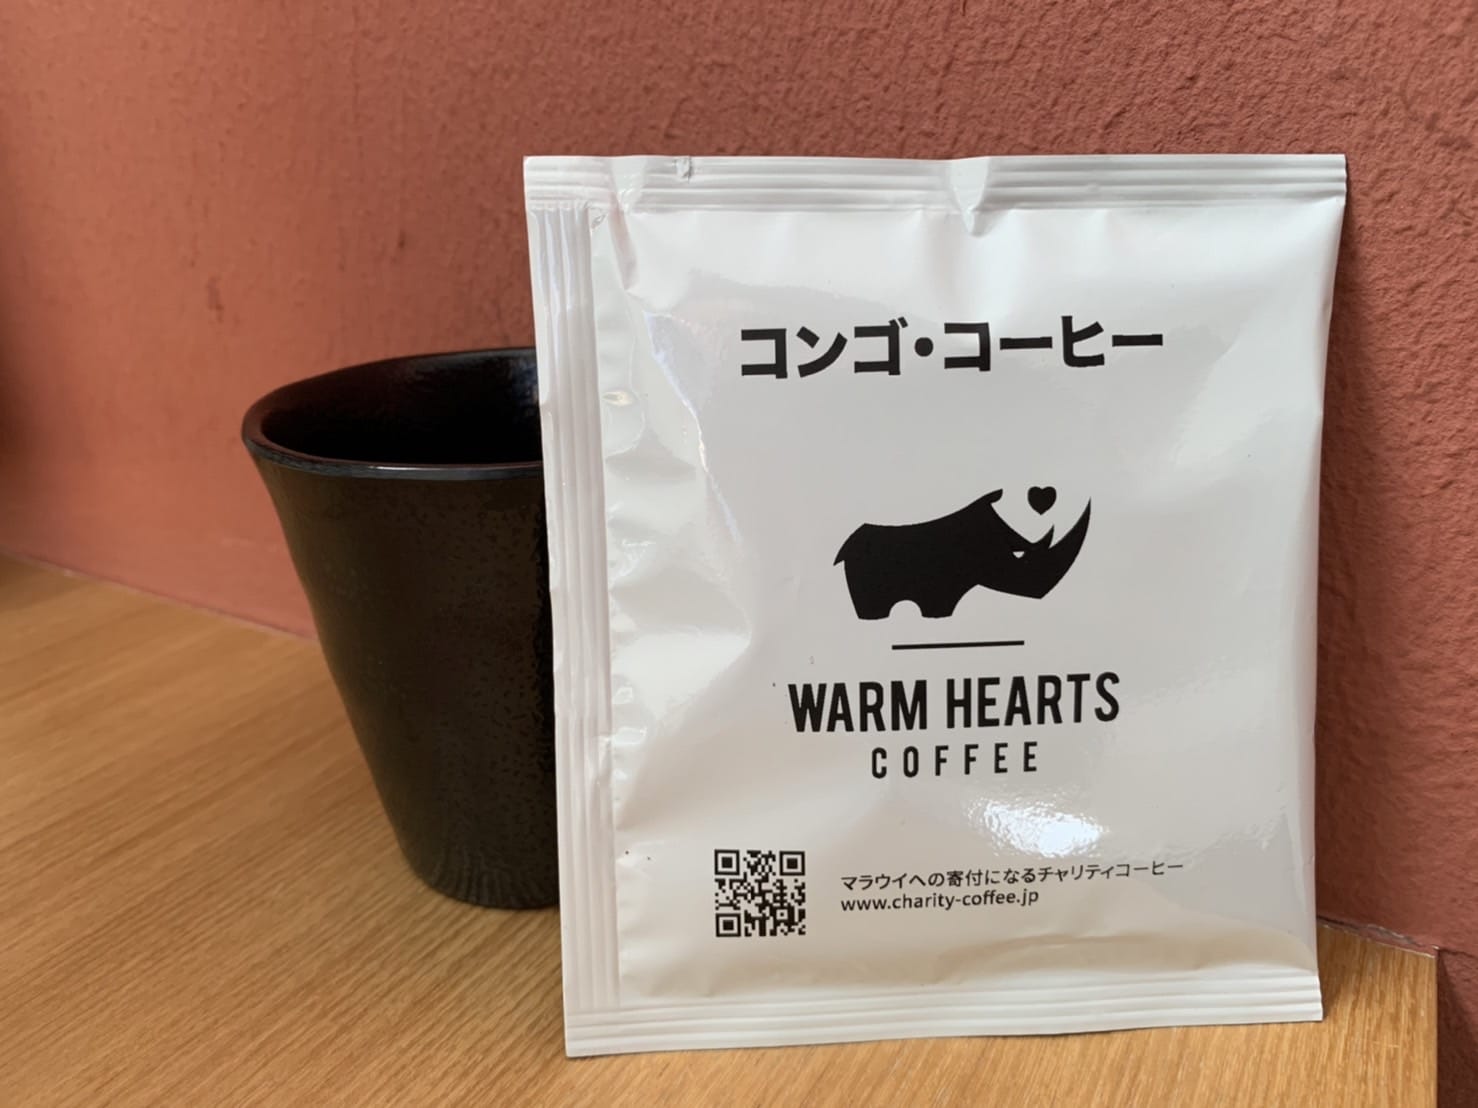 コンゴ・コーヒー
WARM HEARTS
COFFEE
マラウイへの寄付になるチャリティコーヒー
www.charity-coffee.jp